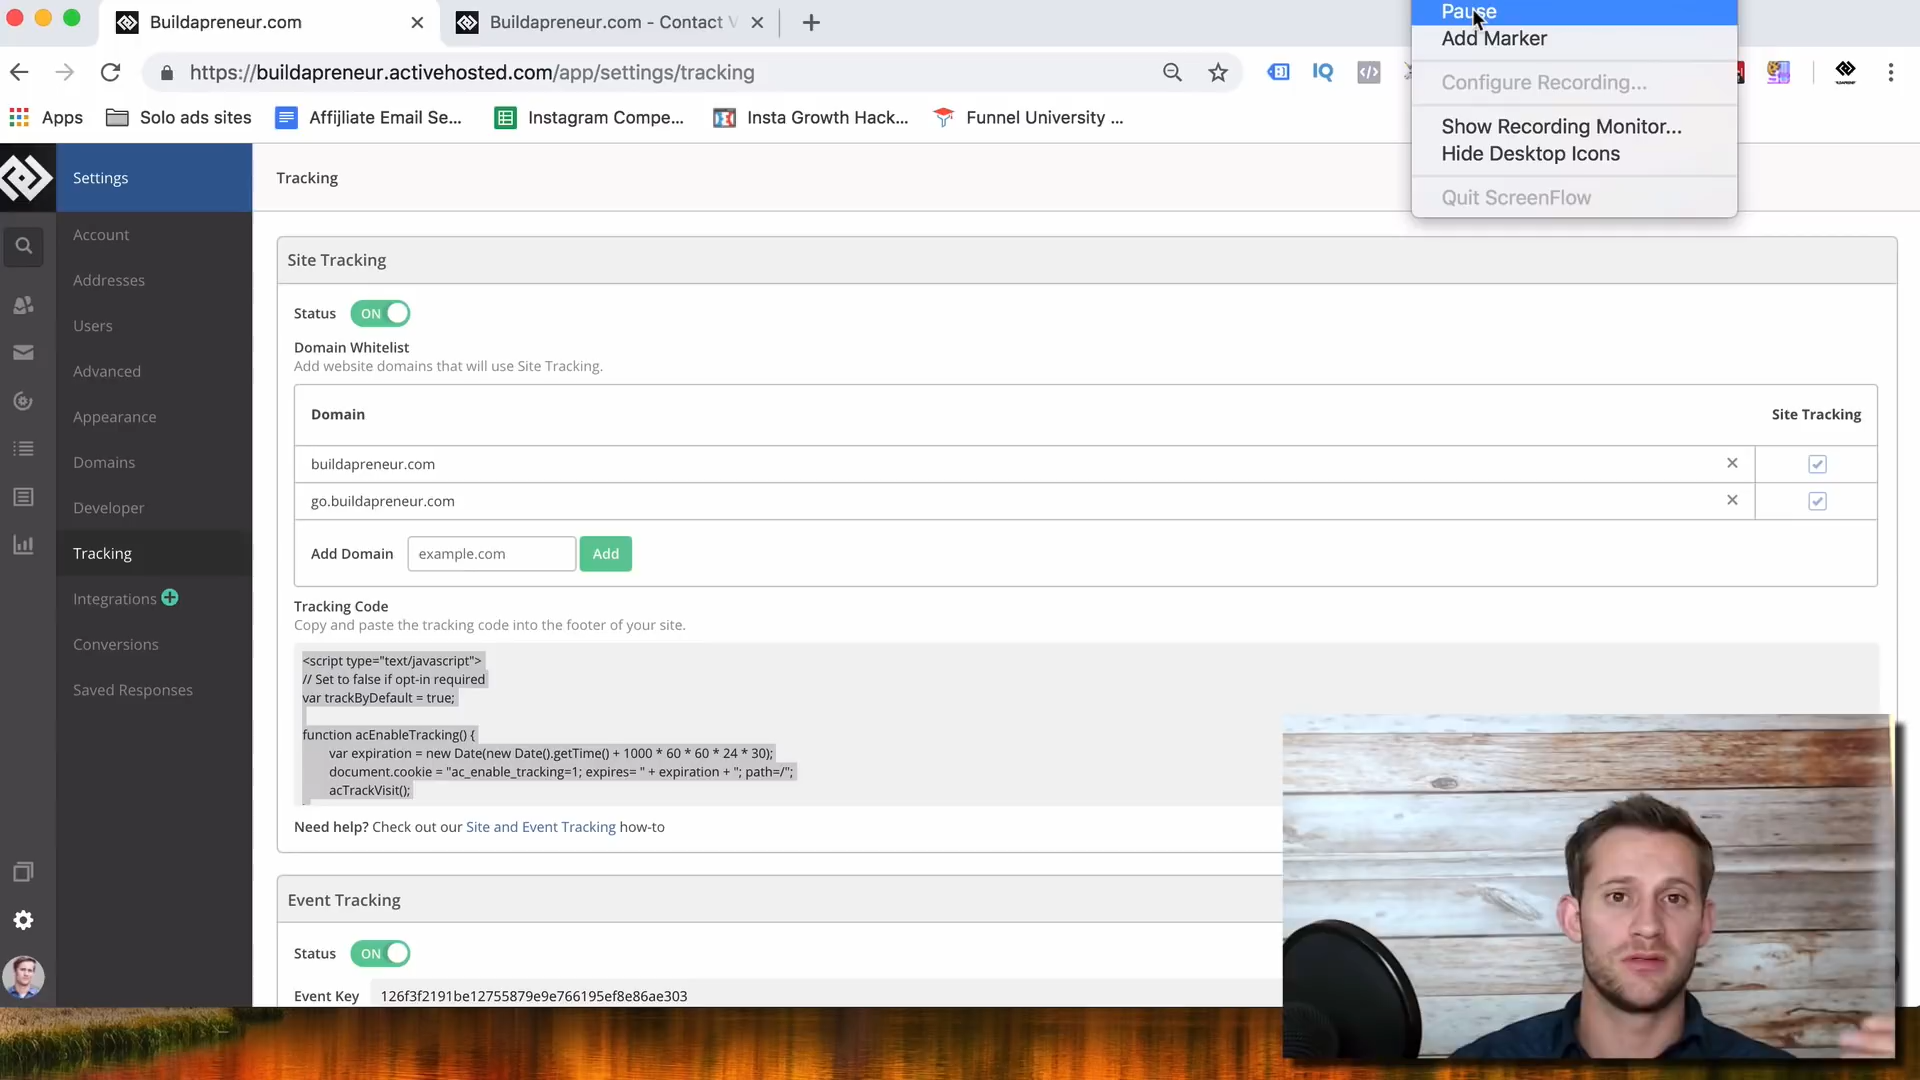 Buildapreneur.com
Buildapreneur.com - Contact V
Pause
Add Marker
Configure Recording...
Show Recording Monitor...
Hide Desktop Icons
Quit ScreenFlow
https://buildapreneur.activehosted.com/app/settings/tracking
IQ
Apps
Solo ads sites
Affijliate Email Se...
Instagram Compe...
Insta Growth Hack...
Funnel University ...
Settings
Tracking
Account
Addresses
Users
Advanced
Appearance
Domains
Developer
Tracking
Integrations
Conversions
Saved Responses
Site Tracking
Status ON
Domain Whitelist
Add website domains that will use Site Tracking.
Domain Site Tracking
buildapreneur.com
go.buildapreneur.com
Add Domain example.com Add
Tracking Code
Copy and paste the tracking code into the footer of your site.
<script type="text/javascript">
// Set to false if opt-in required
var trackByDefault = true;
function acEnableTracking() {
var expiration = new Date(new Date().getTime() + 1000 * 60 * 60 * 24 * 30);
document.cookie = "ac_enable_tracking=1; expires= " + expiration + "; path=/";
acTrackVisit();
Need help? Check out our Site and Event Tracking how-to
Event Tracking
Status ON
Event Key 126f3f2191be12755879e9e766195ef8e86ae303